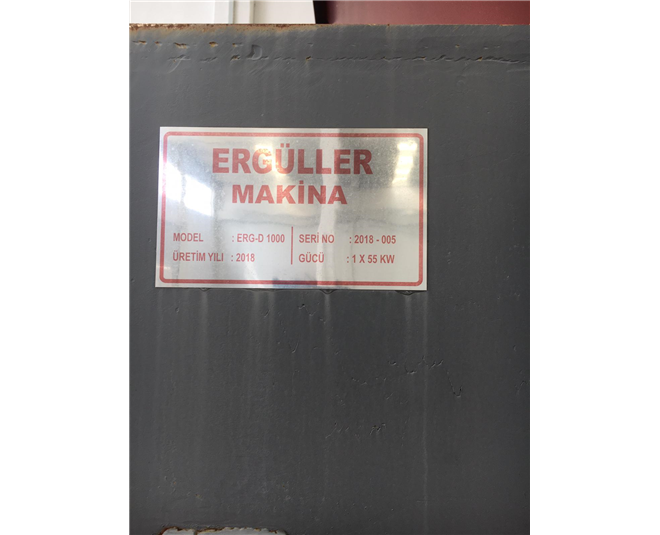 ERGÜLLER
MAKİNA
MODEL : ERG-D 1000 SERİ NO : 2018 - 005
ÜRETİM YILI : 2018 GÜCÜ : 1 X 55 KW